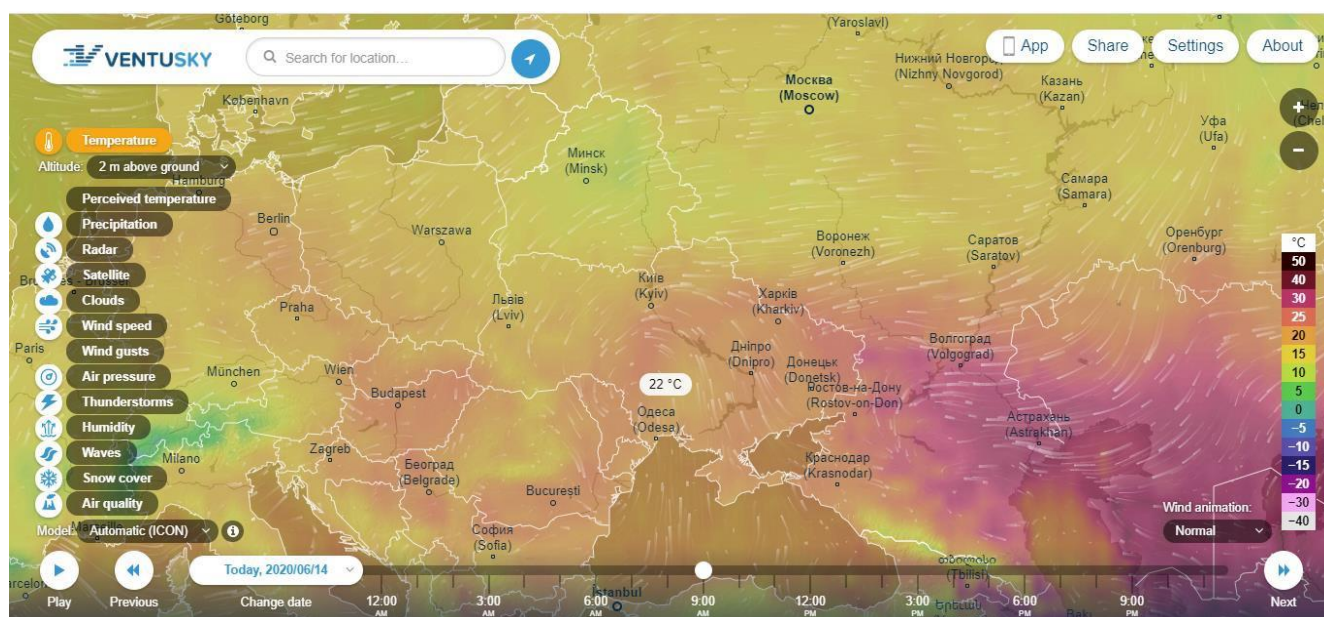 Göteborg
(Yaroslavl)
VENTUSKY
Search for location...
App
Share
Settings
About
Нижний Новгород
(Nizhny Novgorod)
Москва
(Moscow)
Казань
(Kazan)
København
Уфа
(Ufa)
Temperature
Altitude:
2 m above ground
Hamburg
Минск
(Minsk)
Самара
(Samara)
Perceived temperature
Precipitation
Berlin
Warszawa
Воронеж
(Voronezh)
Саратов
(Saratov)
Оренбург
(Orenburg)
Radar
Satellite
Clouds
Wind speed
Wind gusts
Air pressure
Thunderstorms
Humidity
Waves
Snow cover
Air quality
Київ
(Kyiv)
Харків
(Kharkiv)
Львів
(Lviv)
Praha
Paris
München
Wien
Дніпро
(Dnipro)
Донецьк
(Donetsk)
Волгоград
(Volgograd)
Ростов-на-Дону
(Rostov-on-Don)
22 °C
Budapest
Одеса
(Odesa)
Астрахань
(Astrakhan)
Zagreb
Milano
Београд
(Belgrade)
Краснодар
(Krasnodar)
București
София
(Sofia)
°C
50
40
30
25
20
15
10
5
0
−5
−10
−15
−20
−30
−40
Wind animation:
Normal
Model:
Automatic (ICON)
თბილისი
(Tbilisi)
İstanbul
Play
Previous
Today, 2020/06/14
Change date
12:00
AM
3:00
AM
6:00
AM
9:00
AM
12:00
PM
3:00
PM
6:00
PM
9:00
PM
Next